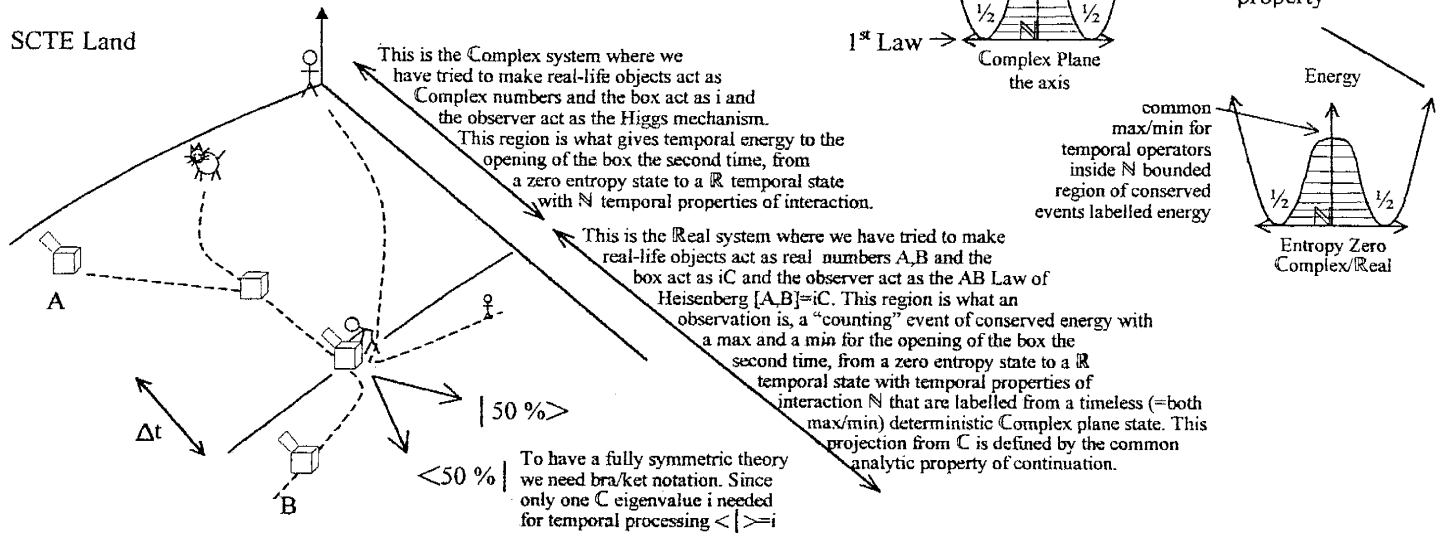 SCTE Land
This is the ℂomplex system where we
have tried to make real-life objects act as
ℂomplex numbers and the box act as i and
the observer act as the Higgs mechanism.
This region is what gives temporal energy to the
opening of the box the second time, from
a zero entropy state to a ℝ temporal state
with ℕ temporal properties of interaction.
This is the ℝeal system where we have tried to make
real-life objects act as real numbers A,B and the
box act as iC and the observer act as the AB Law of
Heisenberg [A,B]=iC. This region is what an
observation is, a “counting” event of conserved energy with
a max and a min for the opening of the box the
second time, from a zero entropy state to a ℝ
temporal state with temporal properties of
interaction ℕ that are labelled from a timeless (=both
max/min) deterministic ℂomplex plane state. This
projection from ℂ is defined by the common
analytic property of continuation.
A
Δt
B
| 50 %>
<50 % |
To have a fully symmetric theory
we need bra/ket notation. Since
only one ℂ eigenvalue i needed
for temporal processing < | >=i
½ ½
ℕ
1st Law
ℂomplex Plane
the axis
property
Energy
common
max/min for
temporal operators
inside ℕ bounded
region of conserved
events labelled energy
½ ½
ℕ
Entropy Zero
ℂomplex/ℝeal